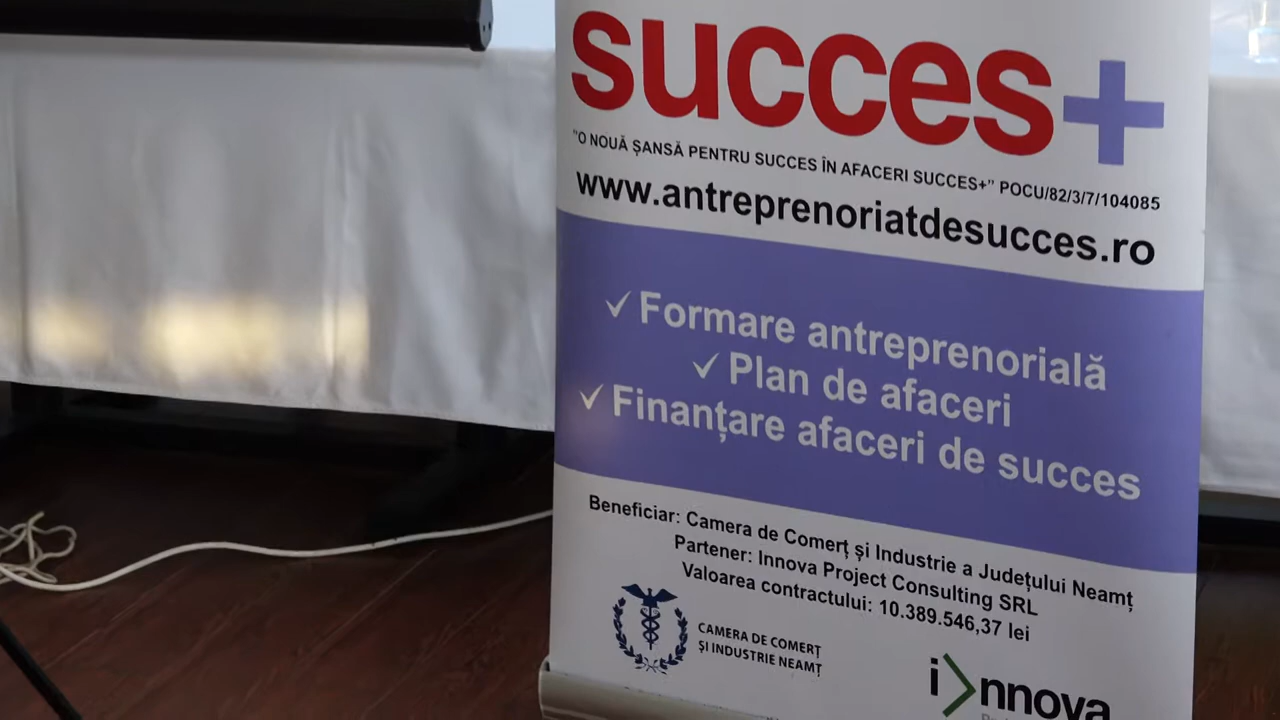 succes+
"O NOUĂ ȘANSĂ PENTRU SUCCES ÎN AFACERI SUCCES+” POCU/82/3/7/104085
www.antreprenoriatdesucces.ro
✓ Formare antreprenorială
✓ Plan de afaceri
✓ Finanțare afaceri de succes
Beneficiar: Camera de Comerț și Industrie a Județului Neamț
Partener: Innova Project Consulting SRL
Valoarea contractului: 10.389.546,37 lei
CAMERA DE COMERȚ
ȘI INDUSTRIE NEAMȚ
innova